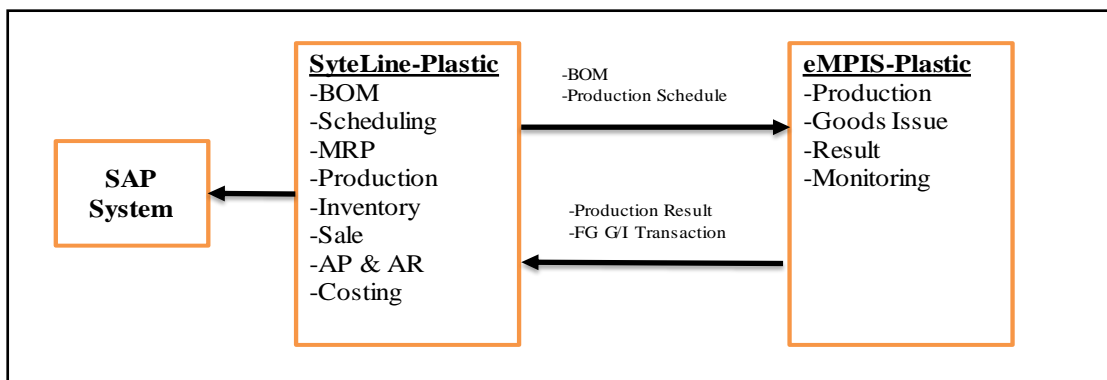 SAP
System
SyteLine-Plastic
-BOM
-Scheduling
-MRP
-Production
-Inventory
-Sale
-AP & AR
-Costing
-BOM
-Production Schedule
-Production Result
-FG G/I Transaction
eMPIS-Plastic
-Production
-Goods Issue
-Result
-Monitoring